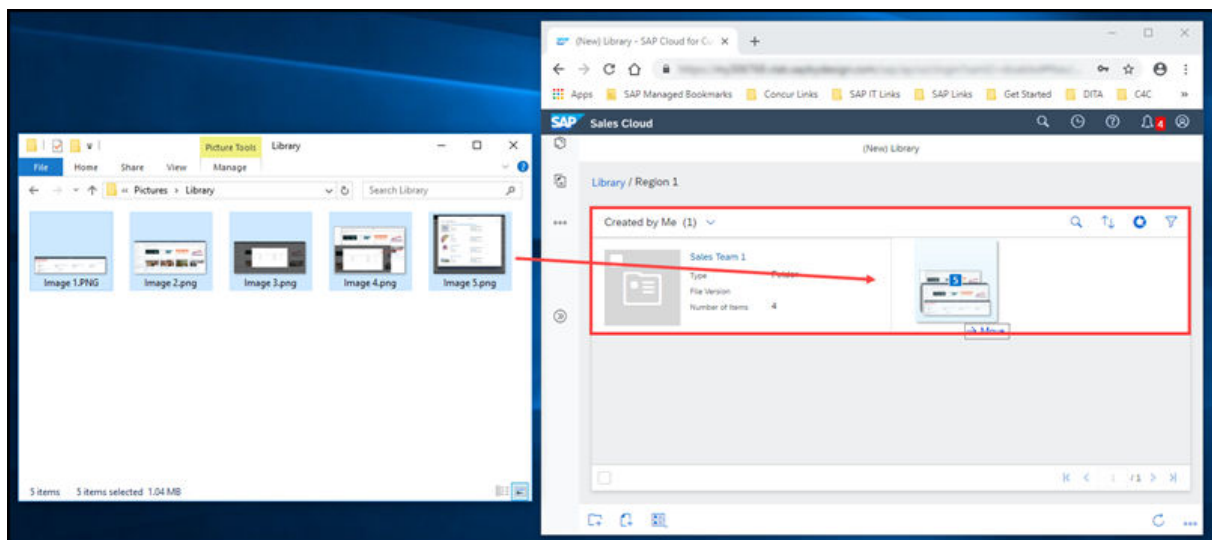 (New) Library - SAP Cloud for Cu
Apps SAP Managed Bookmarks Concur Links SAP IT Links SAP Links Get Started DITA C4C »
SAP Sales Cloud 4
(New) Library
Library / Region 1
Created by Me (1)
Sales Team 1
Type Folder
File Version
Number of Items 4
5
→ Move
1 / 1
Picture Tools Library
File Home Share View Manage
« Pictures › Library Search Library
Image 1.PNG Image 2.png Image 3.png Image 4.png Image 5.png
5 items 5 items selected 1.04 MB